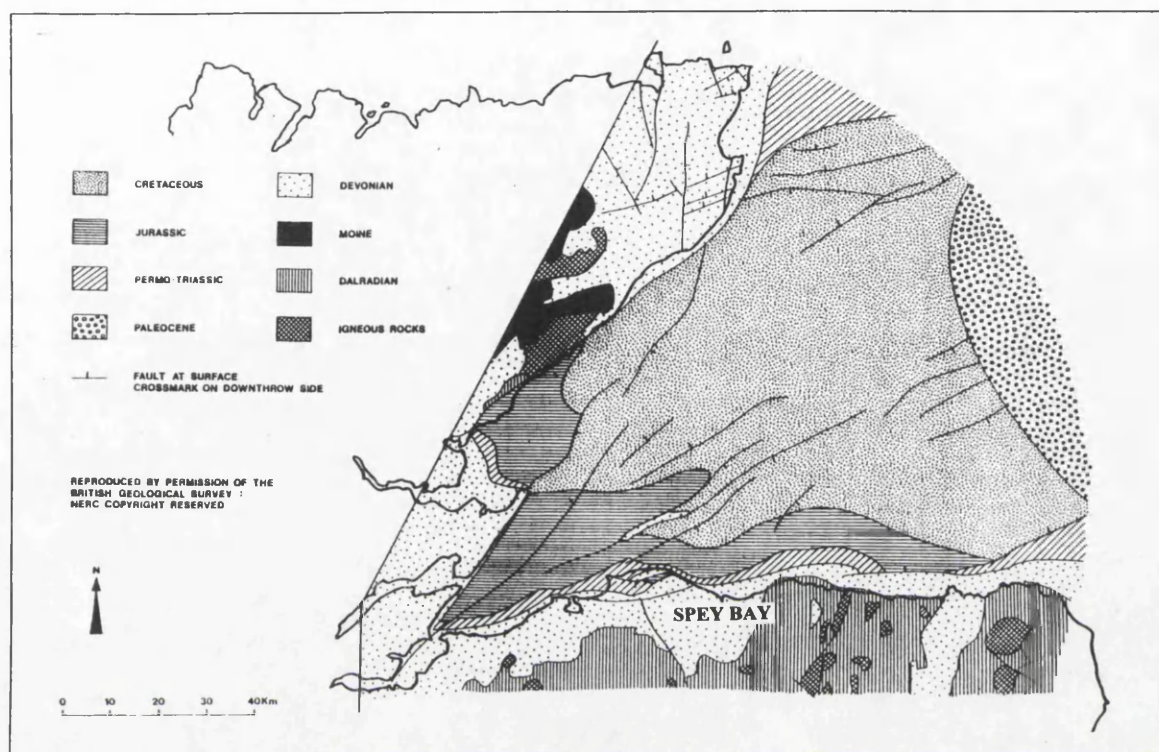 CRETACEOUS
JURASSIC
PERMO-TRIASSIC
PALEOCENE
DEVONIAN
MOINE
DALRADIAN
IGNEOUS ROCKS
FAULT AT SURFACE
CROSSMARK ON DOWNTHROW SIDE
REPRODUCED BY PERMISSION OF THE
BRITISH GEOLOGICAL SURVEY :
NERC COPYRIGHT RESERVED
N
0 10 20 30 40Km
SPEY BAY